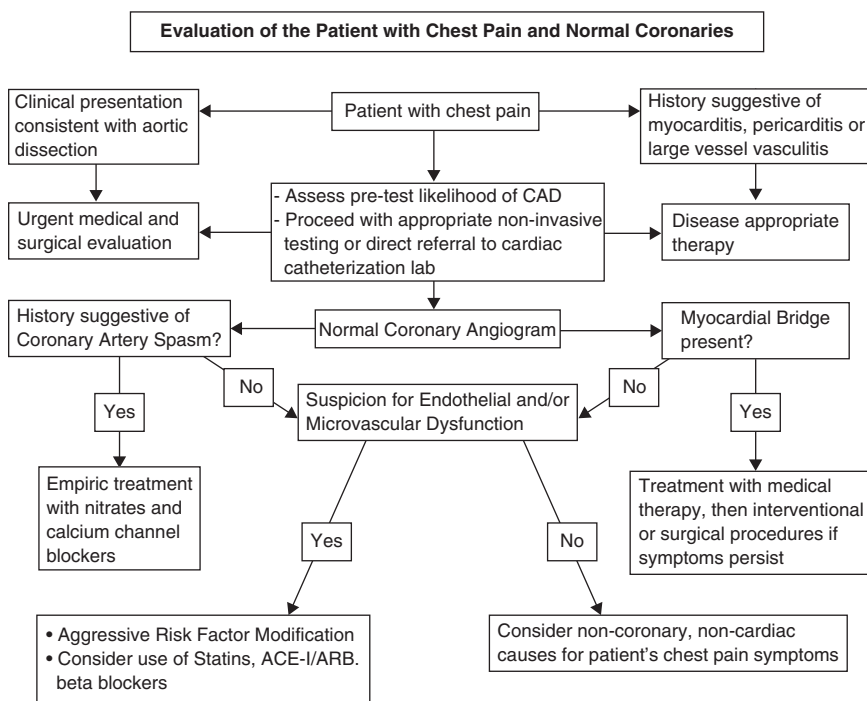 Evaluation of the Patient with Chest Pain and Normal Coronaries
Clinical presentation
consistent with aortic
dissection
Patient with chest pain
History suggestive of
myocarditis, pericarditis or
large vessel vasculitis
Urgent medical and
surgical evaluation
- Assess pre-test likelihood of CAD
- Proceed with appropriate non-invasive
testing or direct referral to cardiac
catheterization lab
Disease appropriate
therapy
History suggestive of
Coronary Artery Spasm?
Normal Coronary Angiogram
Myocardial Bridge
present?
No
No
Yes
Suspicion for Endothelial and/or
Microvascular Dysfunction
Yes
Empiric treatment
with nitrates and
calcium channel
blockers
Treatment with medical
therapy, then interventional
or surgical procedures if
symptoms persist
Yes
No
• Aggressive Risk Factor Modification
• Consider use of Statins, ACE-I/ARB.
beta blockers
Consider non-coronary, non-cardiac
causes for patient's chest pain symptoms